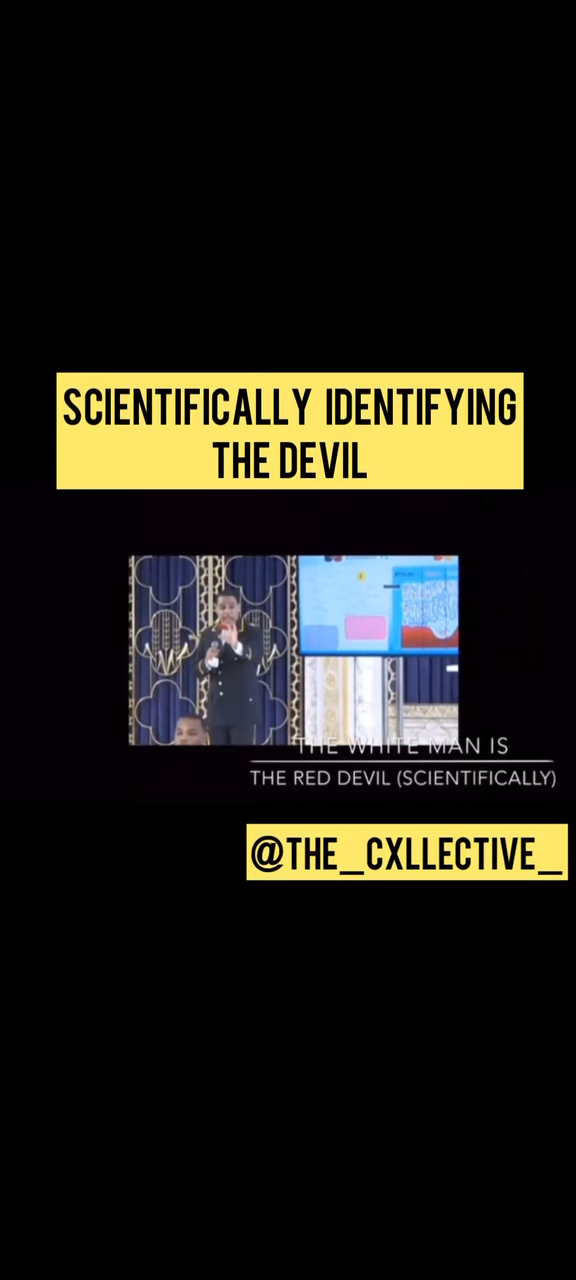 SCIENTIFICALLY IDENTIFYING
THE DEVIL
THE WHITE MAN IS
THE RED DEVIL (SCIENTIFICALLY)
@THE_CXLLECTIVE_